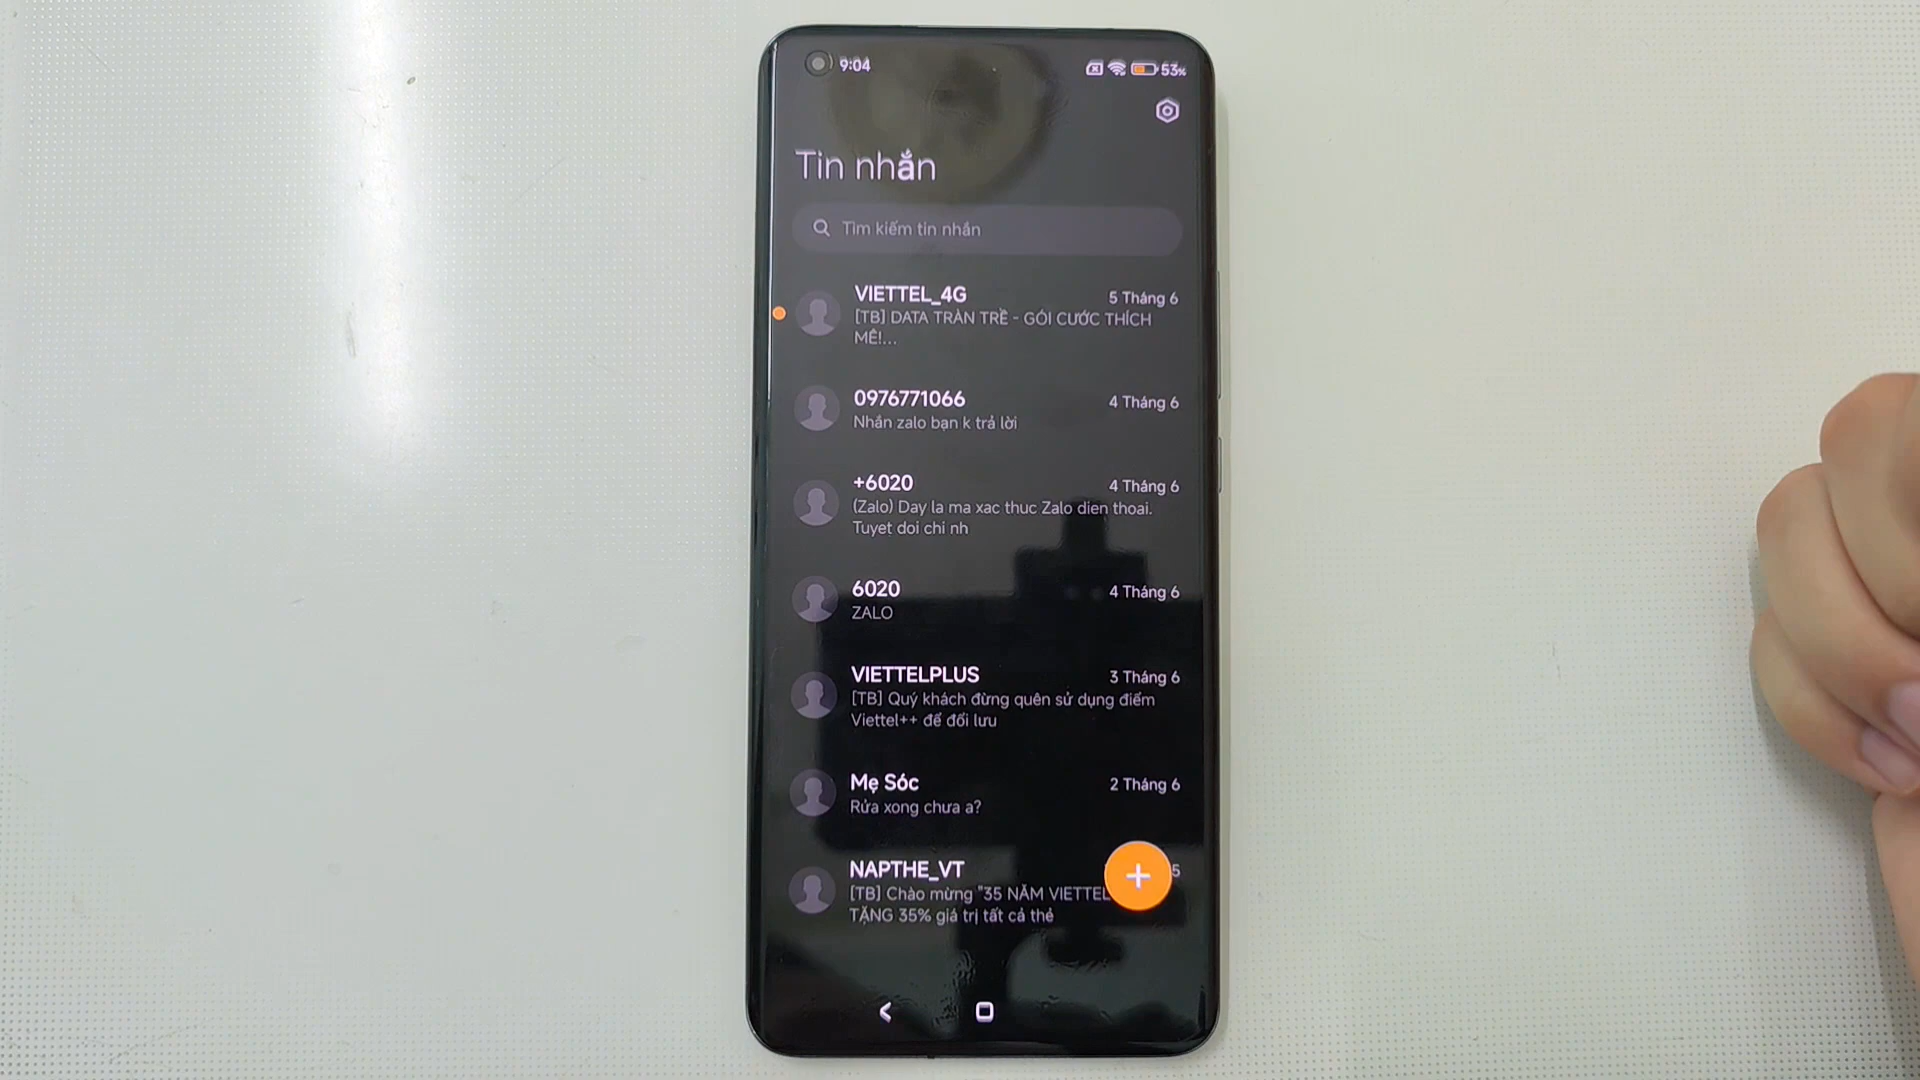 9:04
53%
Tin nhắn
Tìm kiếm tin nhắn
VIETTEL_4G
5 Tháng 6
[TB] DATA TRÀN TRỀ - GÓI CƯỚC THÍCH
MÊ!...
0976771066
4 Tháng 6
Nhắn zalo bạn k trả lời
+6020
4 Tháng 6
(Zalo) Day la ma xac thuc Zalo dien thoai.
Tuyet doi chi nh
6020
4 Tháng 6
ZALO
VIETTELPLUS
3 Tháng 6
[TB] Quý khách đừng quên sử dụng điểm
Viettel++ để đổi lưu
Mẹ Sóc
2 Tháng 6
Rửa xong chưa a?
NAPTHE_VT
5
[TB] Chào mừng "35 NĂM VIETTEL
TẶNG 35% giá trị tất cả thẻ